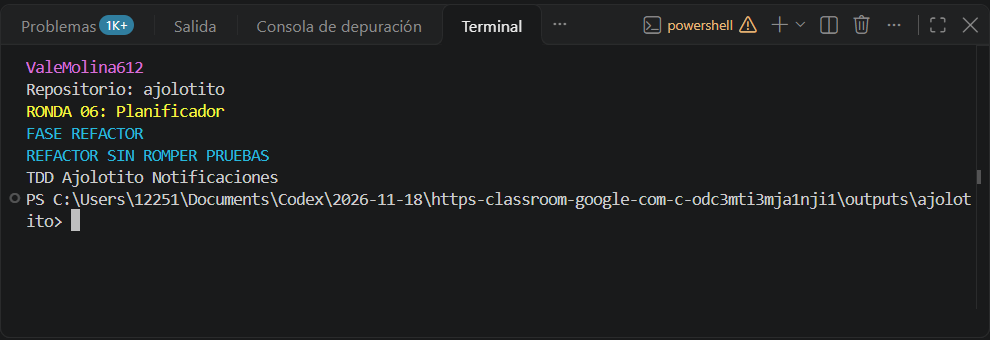 Problemas 1K+ Salida Consola de depuración Terminal ··· powershell ···
ValeMolina612
Repositorio: ajolotito
RONDA 06: Planificador
FASE REFACTOR
REFACTOR SIN ROMPER PRUEBAS
TDD Ajolotito Notificaciones
PS C:\Users\12251\Documents\Codex\2026-11-18\https-classroom-google-com-c-odc3mti3mja1nji1\outputs\ajolot
ito>